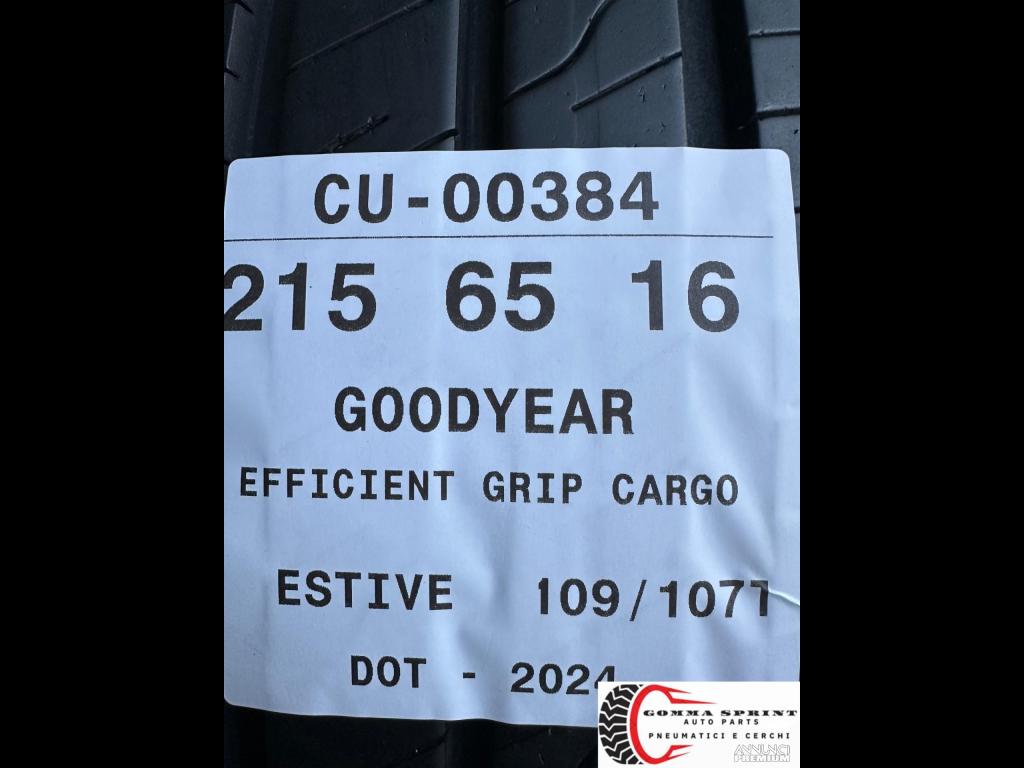 CU-00384
215 65 16
GOODYEAR
EFFICIENT GRIP CARGO
ESTIVE 109/107T
DOT - 2024
GOMMA SPRINT
AUTO PARTS
PNEUMATICI E CERCHI
ANNUNCI
PREMIUM